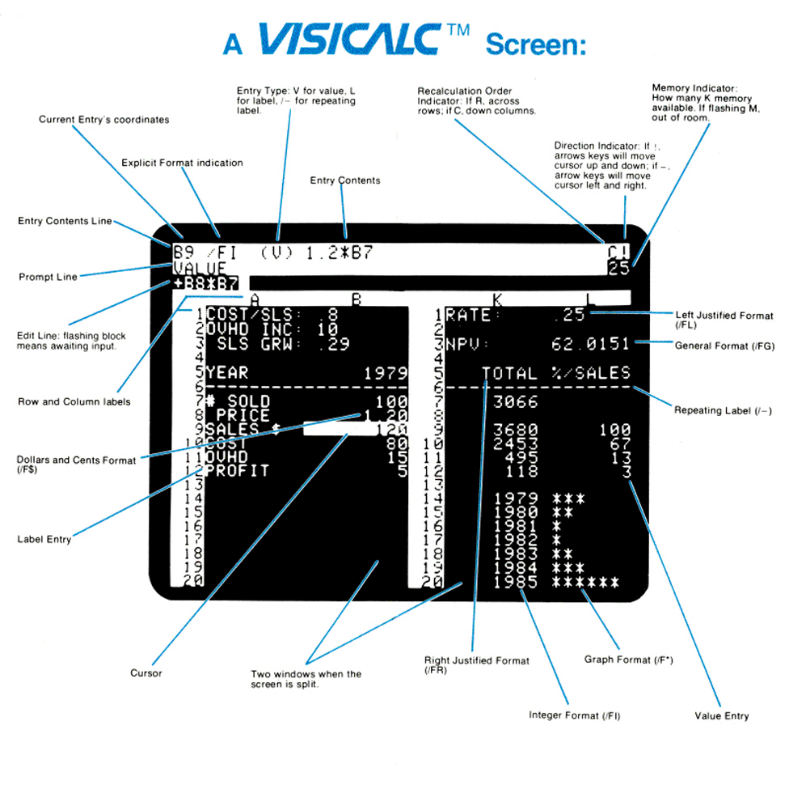 A VISICALC™ Screen:
Entry Type: V for value, L
for label, /– for repeating
label.
Recalculation Order
Indicator: If R, across
rows; if C, down columns.
Memory Indicator:
How many K memory
available. If flashing M,
out of room.
Current Entry's coordinates
Explicit Format indication
Entry Contents
Direction Indicator: If !,
arrows keys will move
cursor up and down; if –,
arrow keys will move
cursor left and right.
Entry Contents Line
Prompt Line
Edit Line: flashing block
means awaiting input.
Row and Column labels
Dollars and Cents Format
(/F$)
Label Entry
B9 /FI (V) 1.2*B7 C!
VALUE 25
+B8*B7
A B K L
1 COST/SLS: .8 1 RATE: .25
2 OVHD INC: 10 2
3 SLS GRW: .29 3 NPV: 62.0151
4 4
5 YEAR 1979 5 TOTAL %/SALES
6 -------------------- 6 --------------------
7 # SOLD 100 7 3066
8 PRICE 1.20 8
9 SALES $ 120 9 3680 100
10 COST 80 10 2453 67
11 OVHD 15 11 495 13
12 PROFIT 5 12 118 3
13 13
14 14 1979 ***
15 15 1980 **
16 16 1981 *
17 17 1982 *
18 18 1983 **
19 19 1984 ***
20 20 1985 ******
Left Justified Format
(/FL)
General Format (/FG)
Repeating Label (/–)
Cursor
Two windows when the
screen is split.
Right Justified Format
(/FR)
Graph Format (/F*)
Integer Format (/FI)
Value Entry